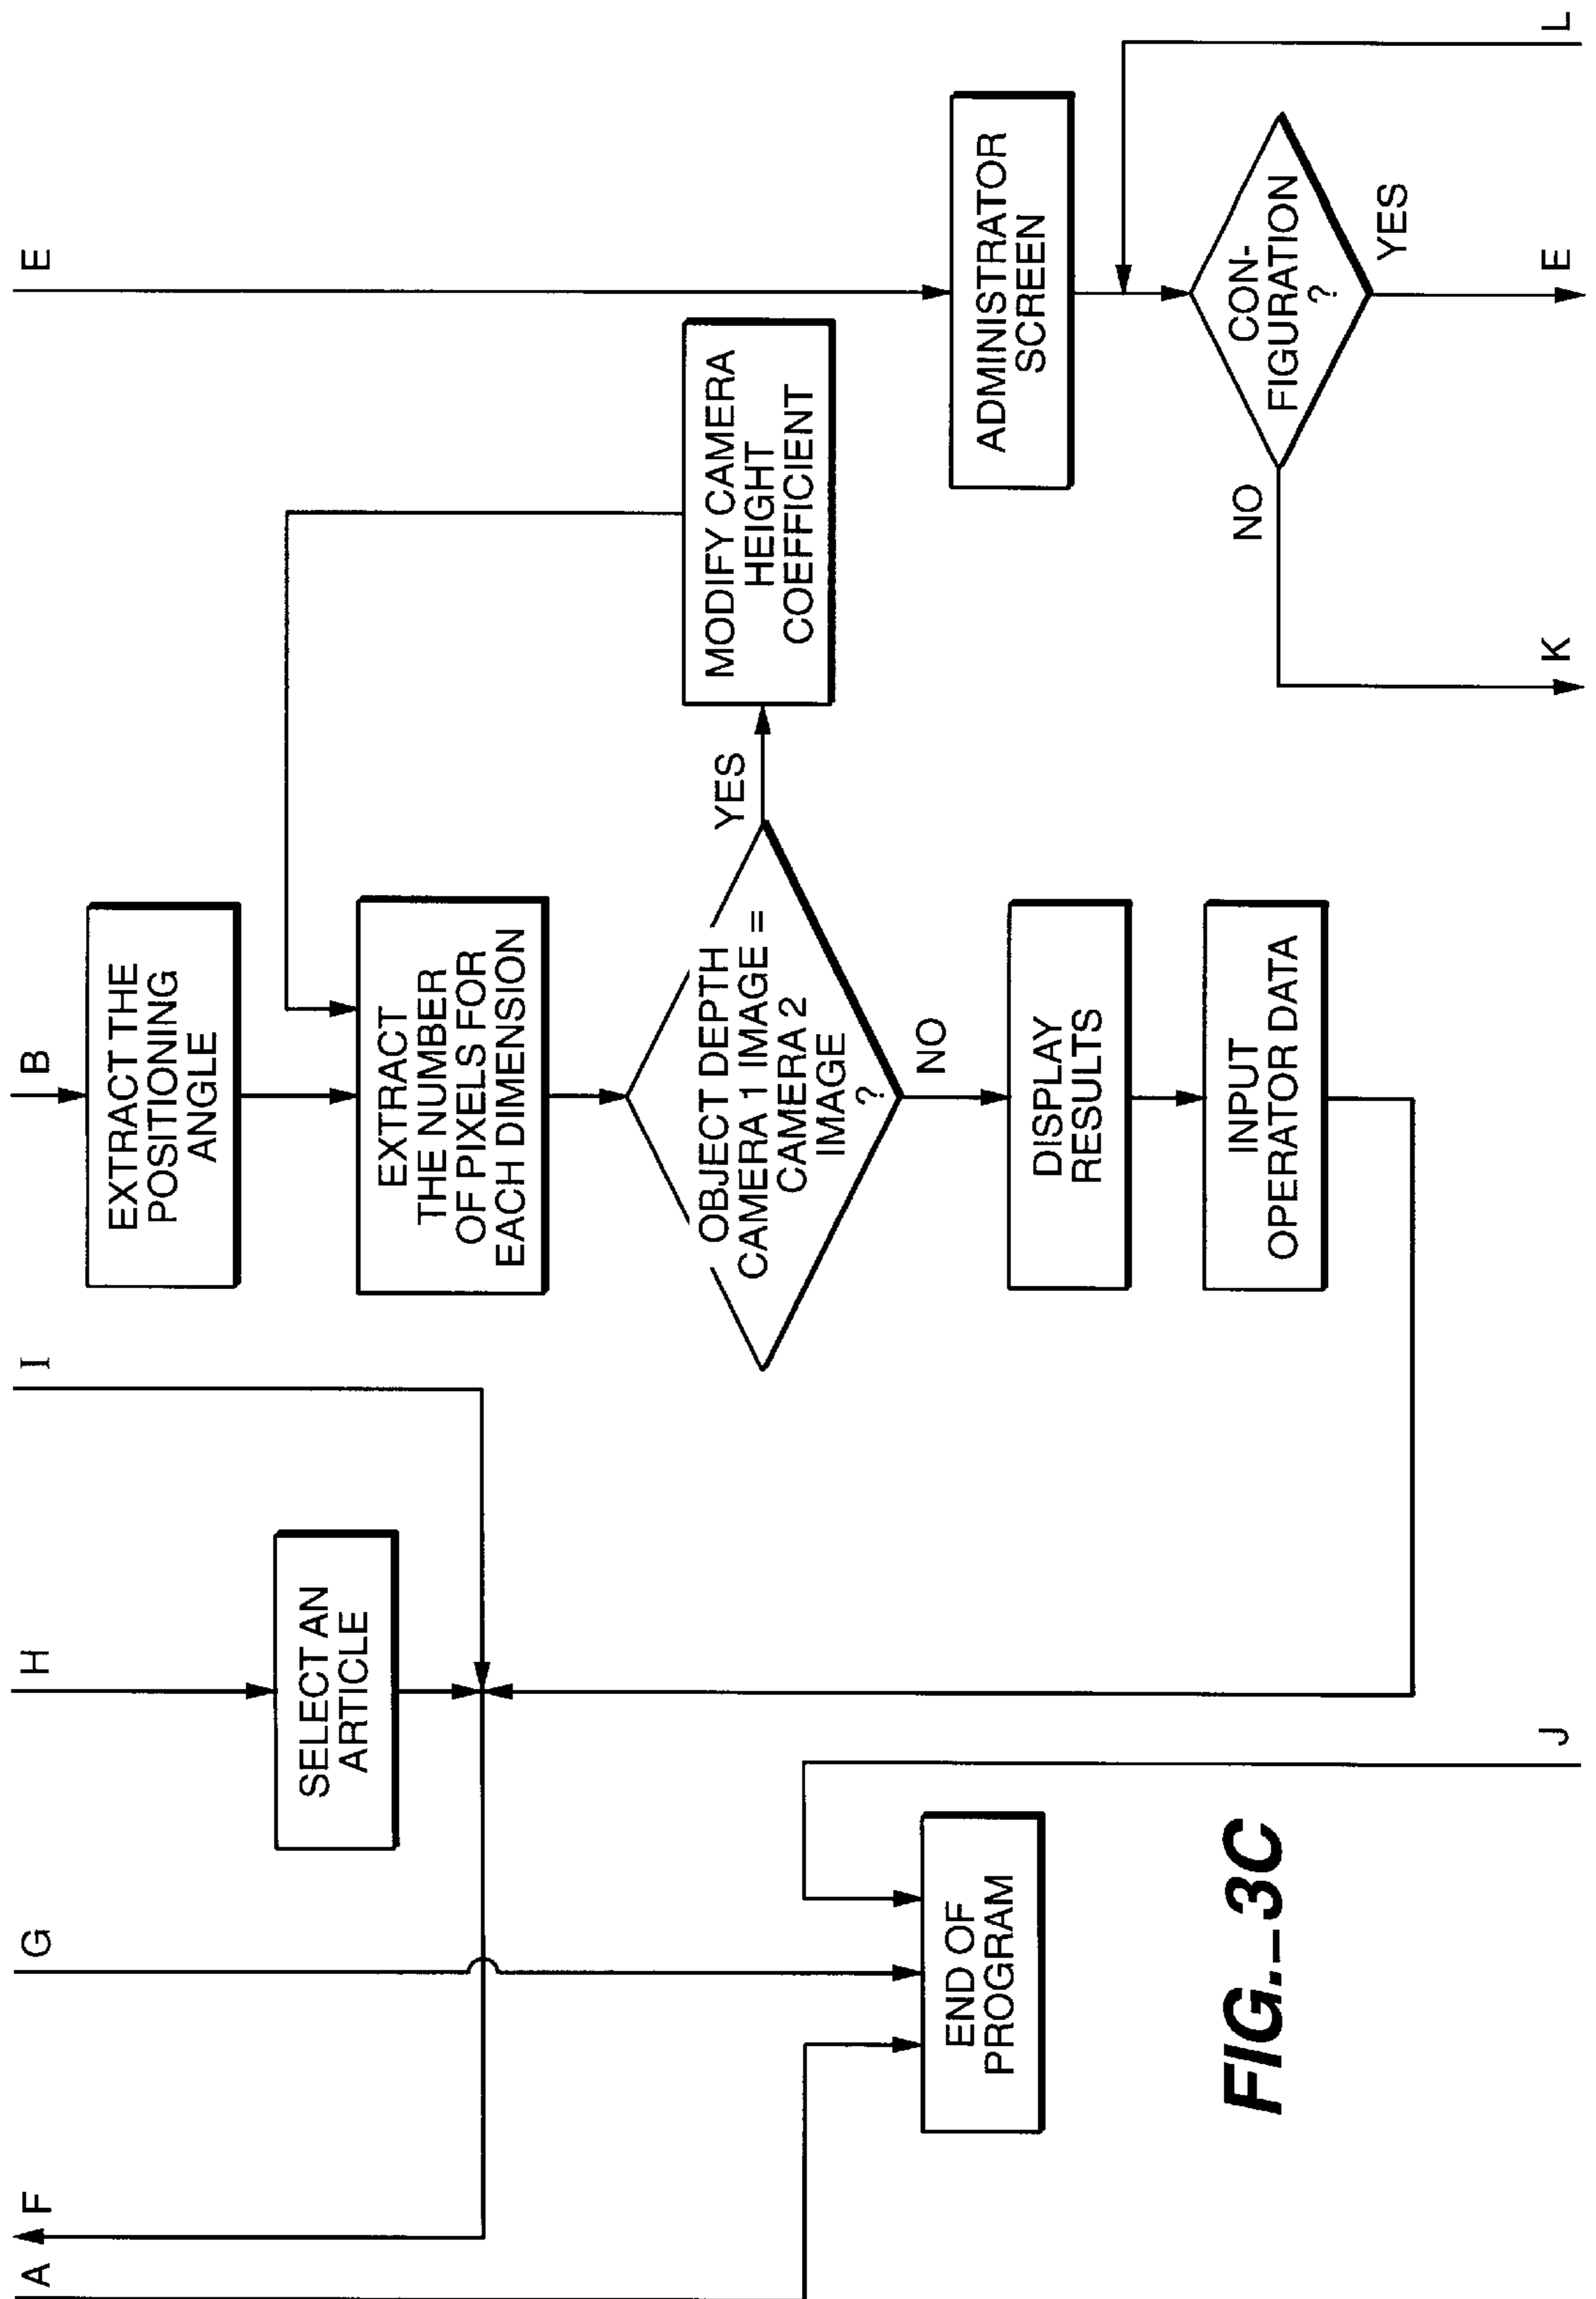 A
F
G
H
I
B
E
EXTRACT THE
POSITIONING
ANGLE
SELECT AN
ARTICLE
EXTRACT
THE NUMBER
OF PIXELS FOR
EACH DIMENSION
OBJECT DEPTH
CAMERA 1 IMAGE =
CAMERA 2
IMAGE
?
YES
MODIFY CAMERA
HEIGHT
COEFFICIENT
NO
END OF
PROGRAM
DISPLAY
RESULTS
ADMINISTRATOR
SCREEN
INPUT
OPERATOR DATA
CON-
FIGURATION
?
NO
YES
J
K
E
L
FIG._3C